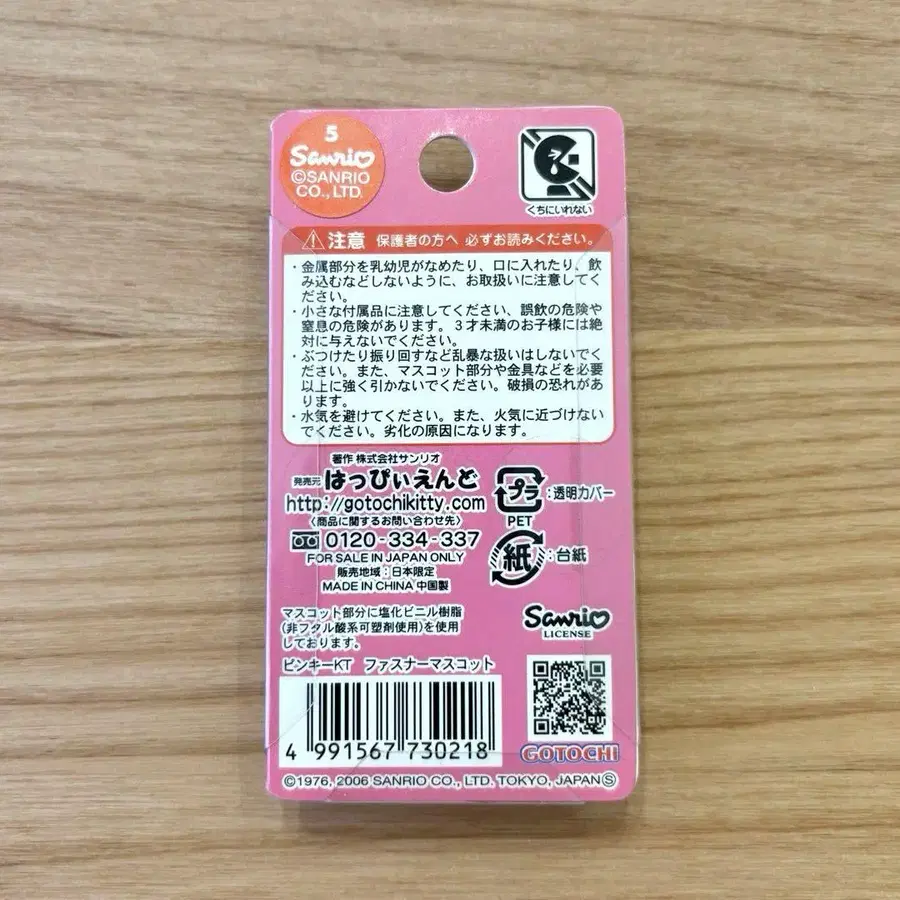 5
Sanrio
©SANRIO
CO., LTD.
くちにいれない
注意 保護者の方へ 必ずお読みください。
・金属部分を乳幼児がなめたり、口に入れたり、飲
み込むなどしないように、お取扱いに注意してく
ださい。
・小さな付属品に注意してください、誤飲の危険や
窒息の危険があります。3才未満のお子様には絶
対に与えないでください。
・ぶつけたり振り回すなど乱暴な扱いはしないでく
ださい。また、マスコット部分や金具などを必要
以上に強く引かないでください。破損の恐れがあ
ります。
・水気を避けてください。また、火気に近づけない
でください。劣化の原因になります。
著作 株式会社サンリオ
発売元 はっぴぃえんど
http://gotochikitty.com
〈商品に関するお問い合わせ先〉
0120-334-337
FOR SALE IN JAPAN ONLY
販売地域:日本限定
MADE IN CHINA 中国製
プラ:透明カバー
PET
紙:台紙
マスコット部分に塩化ビニル樹脂
(非フタル酸系可塑剤使用)を使用
しております。
Sanrio
LICENSE
ピンキーKT ファスナーマスコット
4 991567 730218
GOTOCHI
©1976, 2006 SANRIO CO., LTD. TOKYO, JAPAN Ⓢ